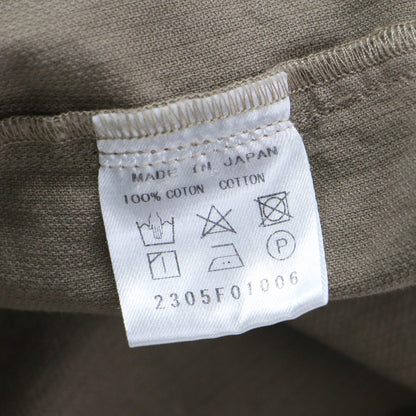 MADE IN JAPAN
100% COTON COTTON
P
2305F01006